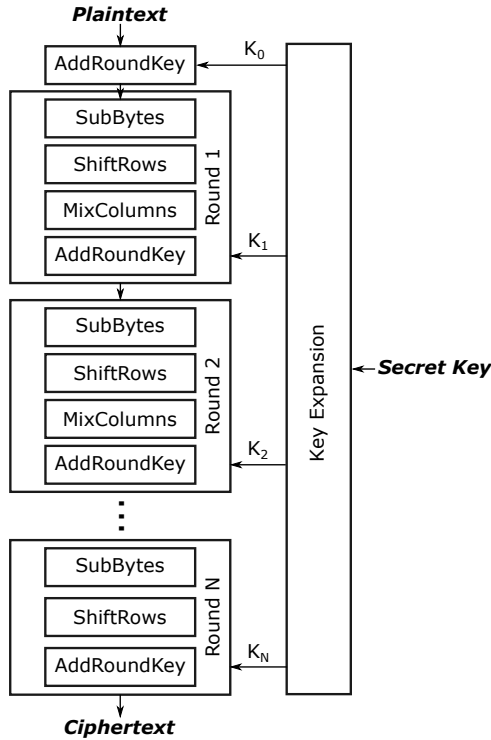 Plaintext
AddRoundKey
K0
SubBytes
ShiftRows
MixColumns
AddRoundKey
Round 1
K1
SubBytes
ShiftRows
MixColumns
AddRoundKey
Round 2
K2
Key Expansion
Secret Key
SubBytes
ShiftRows
AddRoundKey
Round N
KN
Ciphertext